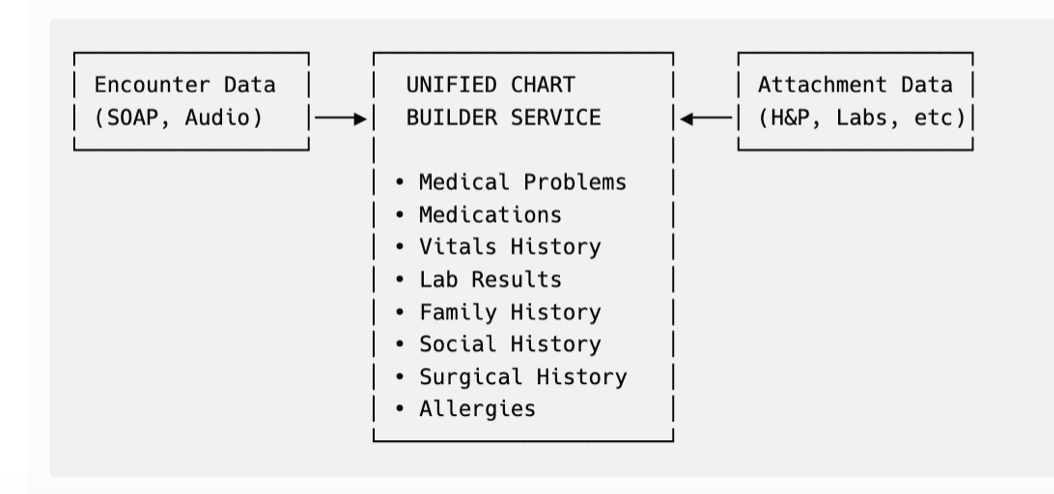 Encounter Data
(SOAP, Audio)
UNIFIED CHART
BUILDER SERVICE
• Medical Problems
• Medications
• Vitals History
• Lab Results
• Family History
• Social History
• Surgical History
• Allergies
Attachment Data
(H&P, Labs, etc)